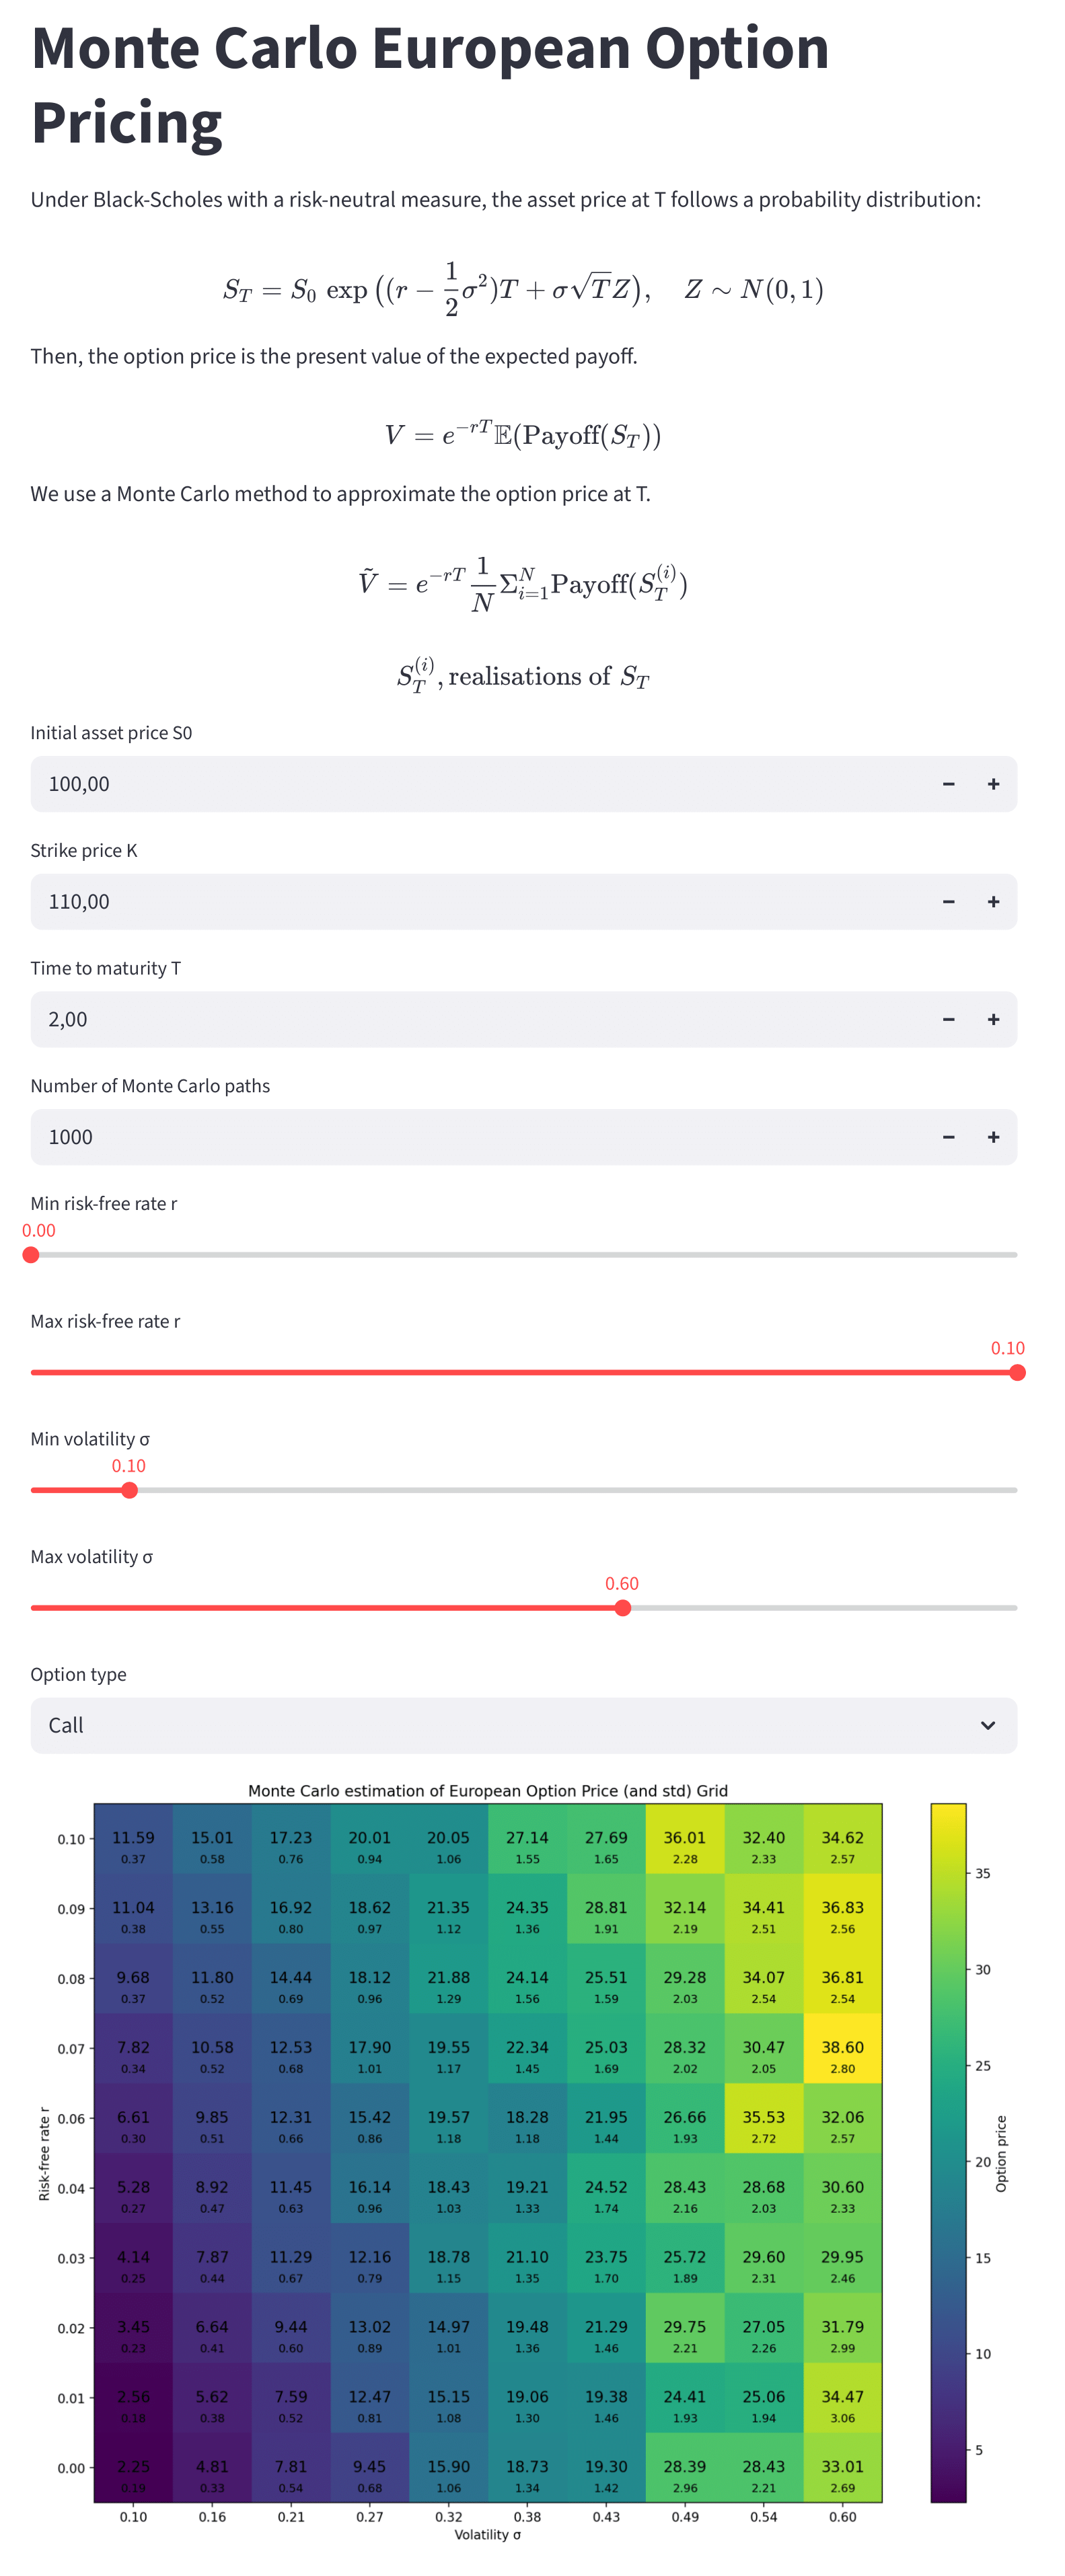 Monte Carlo European Option
Pricing
Under Black-Scholes with a risk-neutral measure, the asset price at T follows a probability distribution:
S_T = S_0 exp ((r − 1/2 σ²)T + σ√T Z),  Z ∼ N(0, 1)
Then, the option price is the present value of the expected payoff.
V = e^{−rT} 𝔼(Payoff(S_T))
We use a Monte Carlo method to approximate the option price at T.
Ṽ = e^{−rT} 1/N Σ_{i=1}^{N} Payoff(S_T^{(i)})
S_T^{(i)}, realisations of S_T
Initial asset price S0
100,00
Strike price K
110,00
Time to maturity T
2,00
Number of Monte Carlo paths
1000
Min risk-free rate r
0.00
Max risk-free rate r
0.10
Min volatility σ
0.10
Max volatility σ
0.60
Option type
Call
Monte Carlo estimation of European Option Price (and std) Grid
0.10 11.59 15.01 17.23 20.01 20.05 27.14 27.69 36.01 32.40 34.62
0.37 0.58 0.76 0.94 1.06 1.55 1.65 2.28 2.33 2.57
0.09 11.04 13.16 16.92 18.62 21.35 24.35 28.81 32.14 34.41 36.83
0.38 0.55 0.80 0.97 1.12 1.36 1.91 2.19 2.51 2.56
0.08 9.68 11.80 14.44 18.12 21.88 24.14 25.51 29.28 34.07 36.81
0.37 0.52 0.69 0.96 1.29 1.56 1.59 2.03 2.54 2.54
0.07 7.82 10.58 12.53 17.90 19.55 22.34 25.03 28.32 30.47 38.60
0.34 0.52 0.68 1.01 1.17 1.45 1.69 2.02 2.05 2.80
0.06 6.61 9.85 12.31 15.42 19.57 18.28 21.95 26.66 35.53 32.06
0.30 0.51 0.66 0.86 1.18 1.18 1.44 1.93 2.72 2.57
0.04 5.28 8.92 11.45 16.14 18.43 19.21 24.52 28.43 28.68 30.60
0.27 0.47 0.63 0.96 1.03 1.33 1.74 2.16 2.03 2.33
0.03 4.14 7.87 11.29 12.16 18.78 21.10 23.75 25.72 29.60 29.95
0.25 0.44 0.67 0.79 1.15 1.35 1.70 1.89 2.31 2.46
0.02 3.45 6.64 9.44 13.02 14.97 19.48 21.29 29.75 27.05 31.79
0.23 0.41 0.60 0.89 1.01 1.36 1.46 2.21 2.26 2.99
0.01 2.56 5.62 7.59 12.47 15.15 19.06 19.38 24.41 25.06 34.47
0.18 0.38 0.52 0.81 1.08 1.30 1.46 1.93 1.94 3.06
0.00 2.25 4.81 7.81 9.45 15.90 18.73 19.30 28.39 28.43 33.01
0.19 0.33 0.54 0.68 1.06 1.34 1.42 2.96 2.21 2.69
0.10 0.16 0.21 0.27 0.32 0.38 0.43 0.49 0.54 0.60
Volatility σ
Risk-free rate r
35
30
25
20
15
10
5
Option price